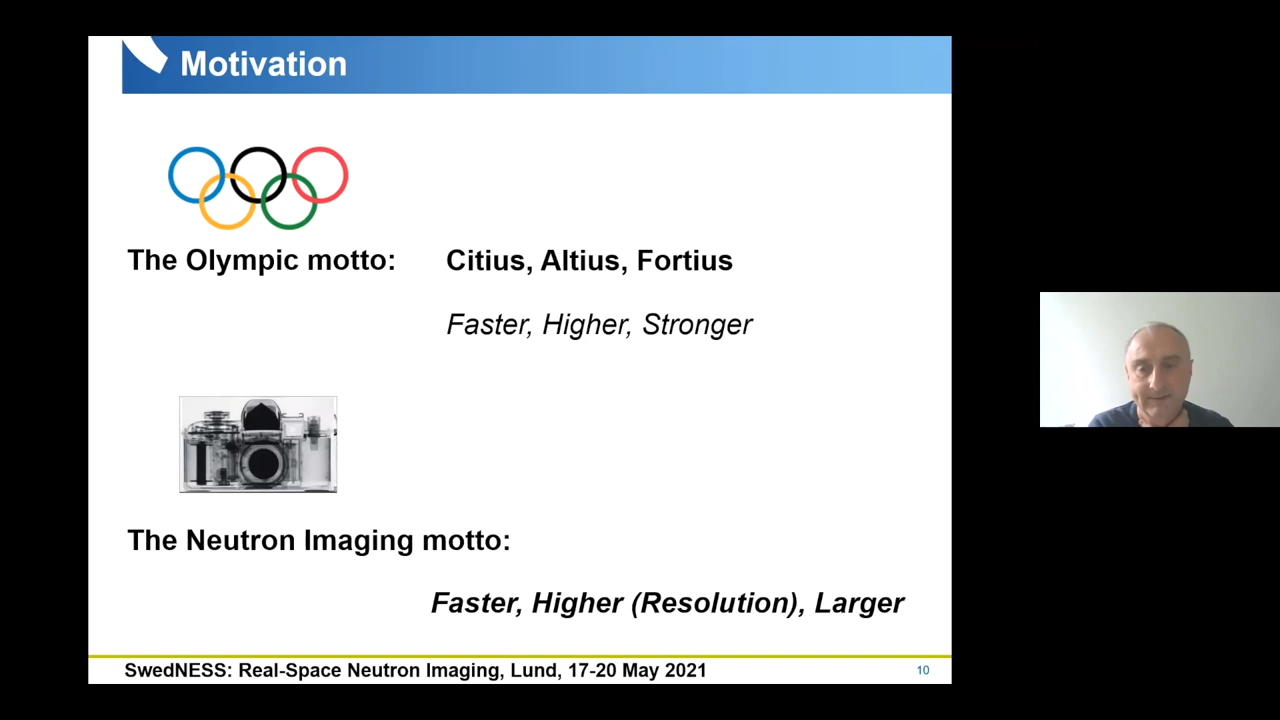 Motivation
The Olympic motto: Citius, Altius, Fortius
Faster, Higher, Stronger
The Neutron Imaging motto:
Faster, Higher (Resolution), Larger
SwedNESS: Real-Space Neutron Imaging, Lund, 17-20 May 2021 10